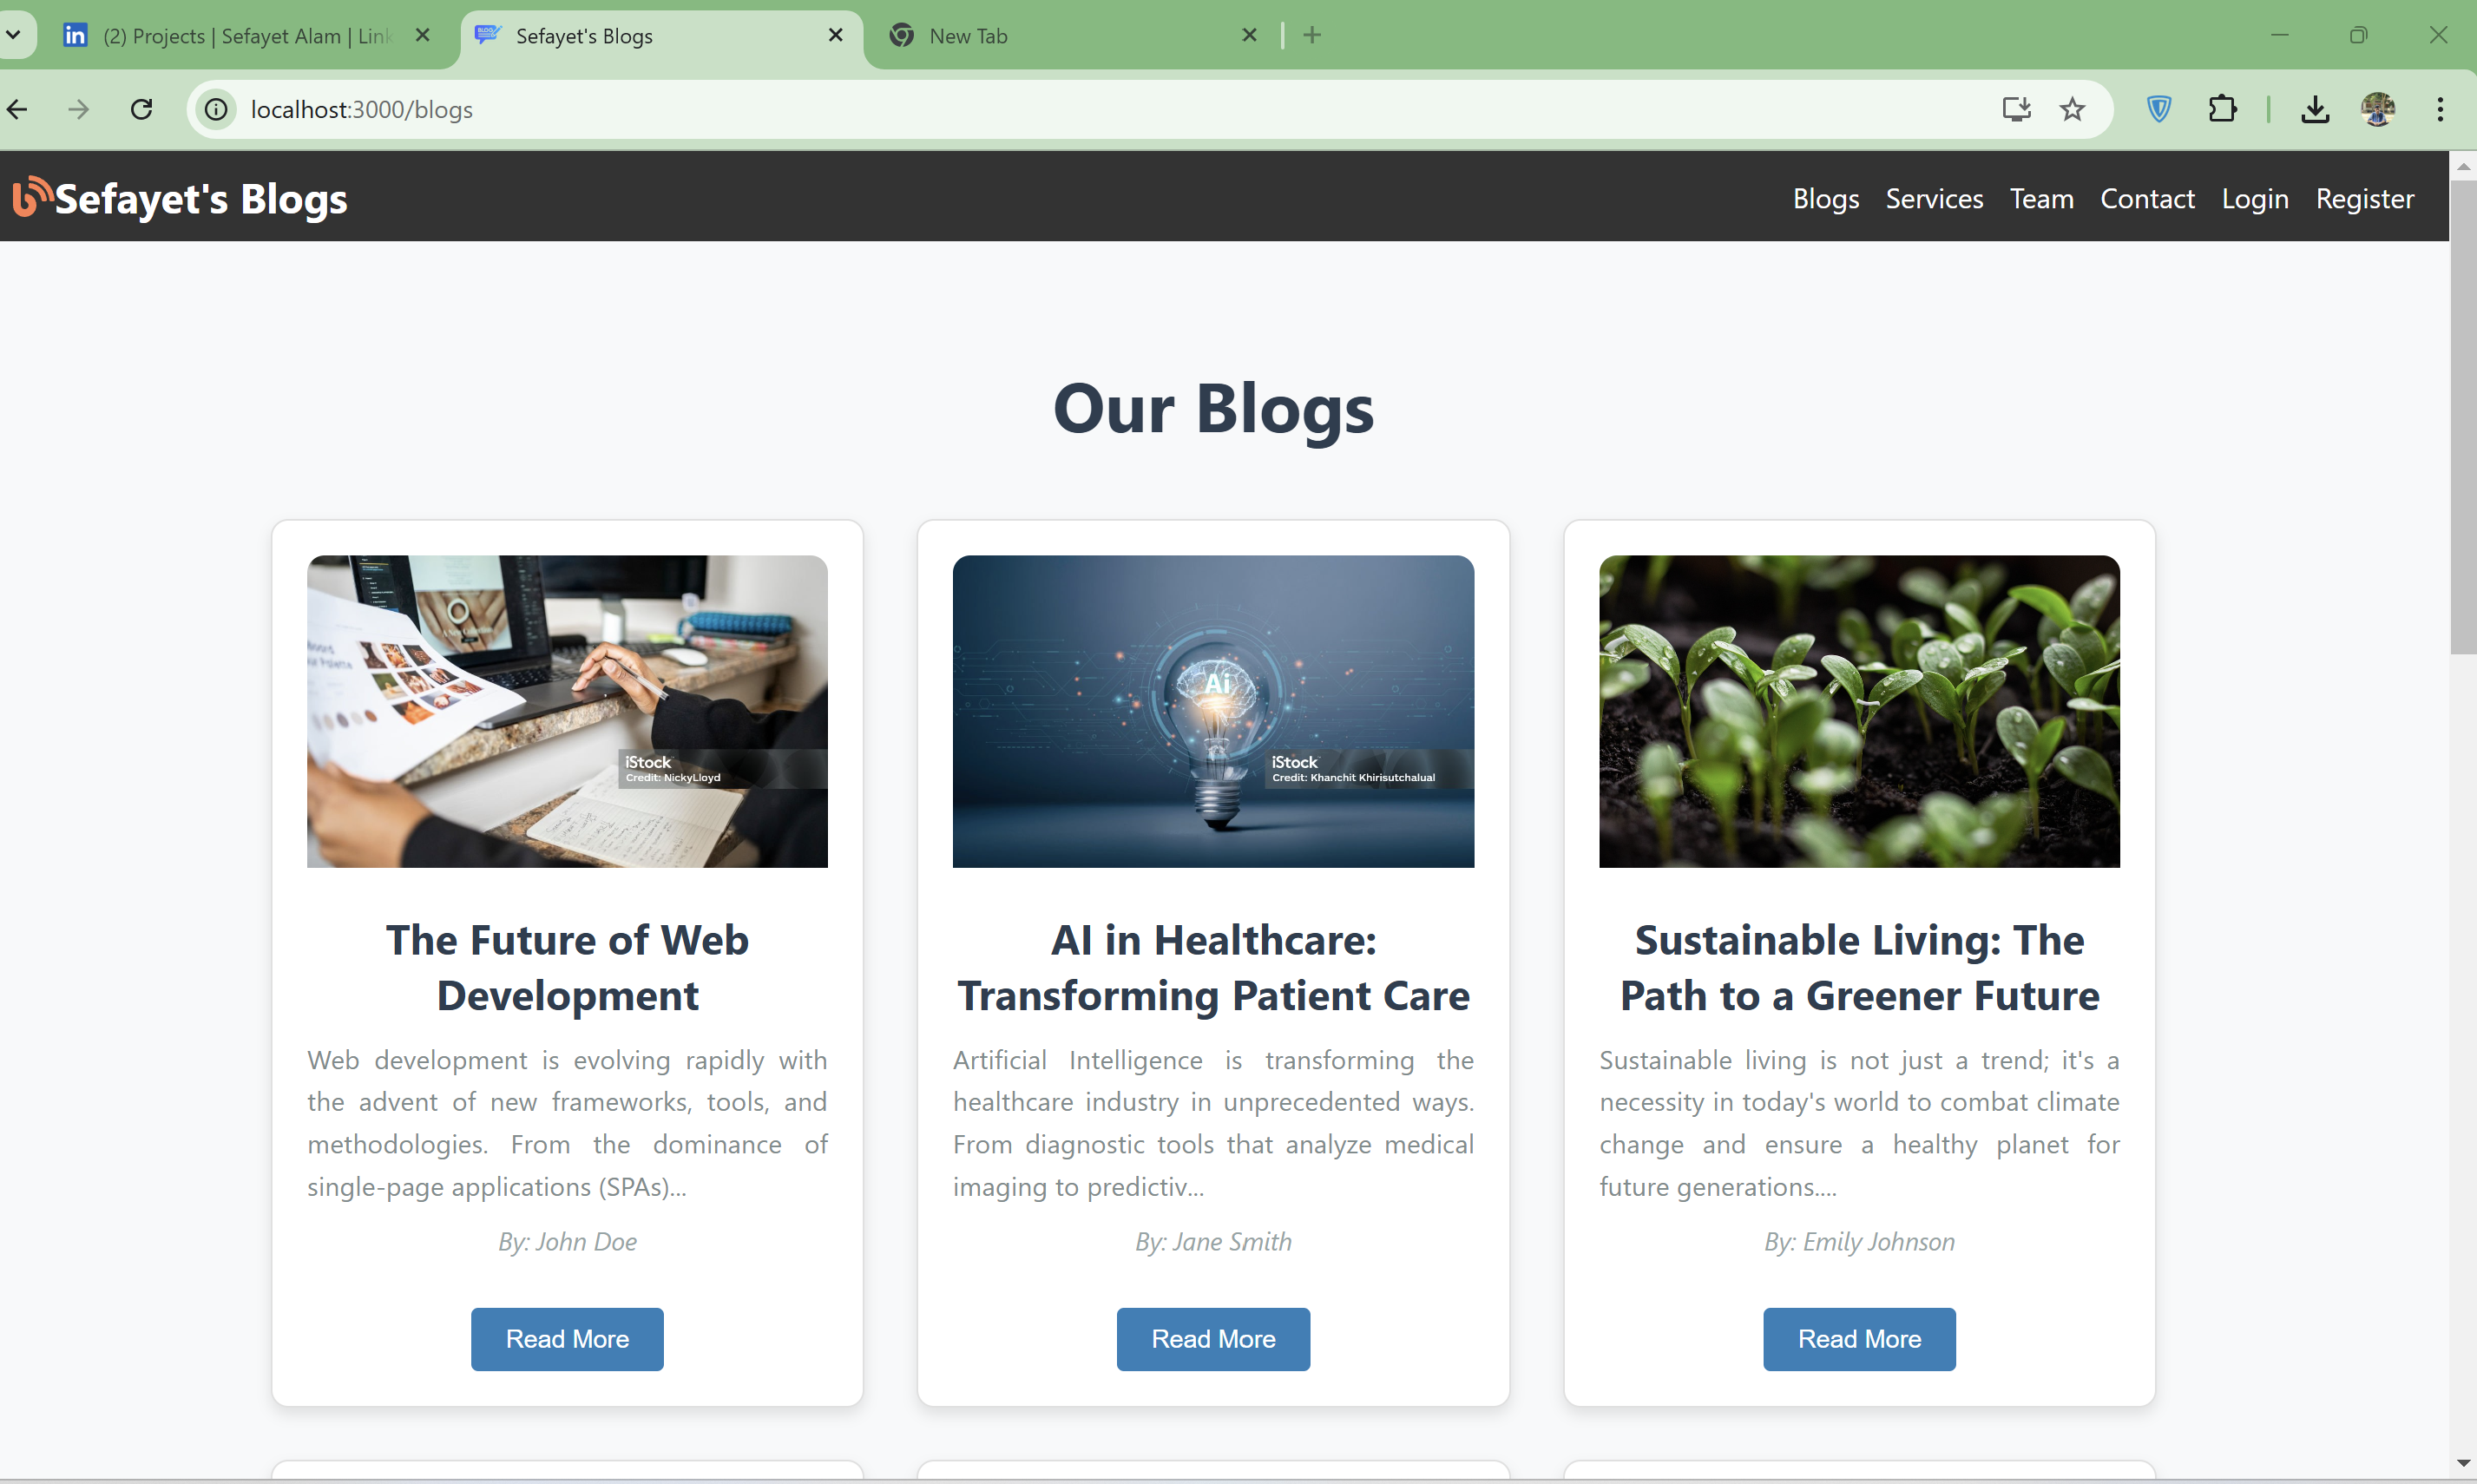 (2) Projects | Sefayet Alam | Link
Sefayet's Blogs
New Tab
localhost:3000/blogs
Sefayet's Blogs
Blogs Services Team Contact Login Register
Our Blogs
iStock
Credit: NickyLloyd
The Future of Web
Development
Web development is evolving rapidly with
the advent of new frameworks, tools, and
methodologies. From the dominance of
single-page applications (SPAs)...
By: John Doe
Read More
Ai
iStock
Credit: Khanchit Khirisutchalual
AI in Healthcare:
Transforming Patient Care
Artificial Intelligence is transforming the
healthcare industry in unprecedented ways.
From diagnostic tools that analyze medical
imaging to predictiv...
By: Jane Smith
Read More
Sustainable Living: The
Path to a Greener Future
Sustainable living is not just a trend; it's a
necessity in today's world to combat climate
change and ensure a healthy planet for
future generations....
By: Emily Johnson
Read More